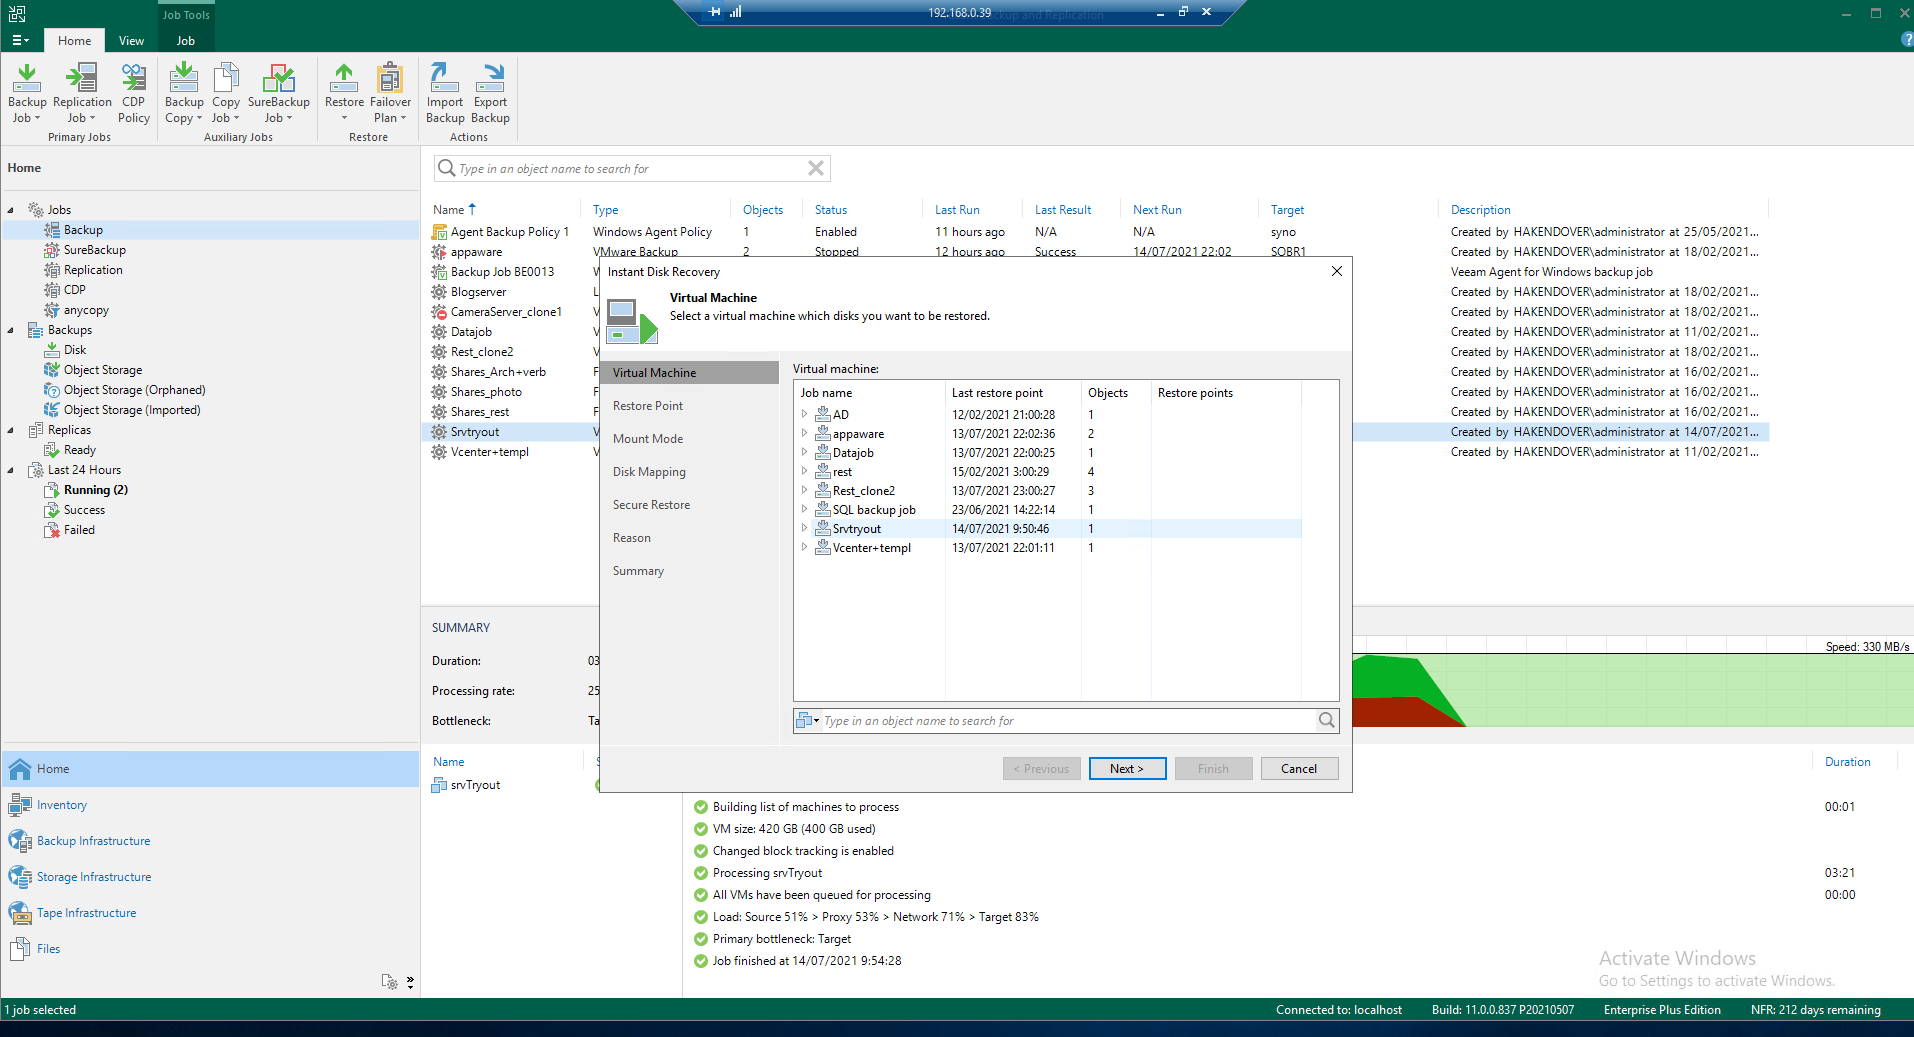 Job Tools
192.168.0.39
ckup and Replication
Home View Job
Backup Job
Replication Job
CDP Policy
Primary Jobs
Backup Copy
Copy Job
SureBackup Job
Auxiliary Jobs
Restore
Failover Plan
Restore
Import Backup
Export Backup
Actions
Home
Jobs
Backup
SureBackup
Replication
CDP
anycopy
Backups
Disk
Object Storage
Object Storage (Orphaned)
Object Storage (Imported)
Replicas
Ready
Last 24 Hours
Running (2)
Success
Failed
Home
Inventory
Backup Infrastructure
Storage Infrastructure
Tape Infrastructure
Files
Type in an object name to search for
Name Type Objects Status Last Run Last Result Next Run Target Description
Agent Backup Policy 1 Windows Agent Policy 1 Enabled 11 hours ago N/A N/A syno Created by HAKENDOVER\administrator at 25/05/2021...
appaware VMware Backup 2 Stopped 12 hours ago Success 14/07/2021 22:02 SOBR1 Created by HAKENDOVER\administrator at 18/02/2021...
Backup Job BE0013 W Veeam Agent for Windows backup job
Blogserver L Created by HAKENDOVER\administrator at 18/02/2021...
CameraServer_clone1 V Created by HAKENDOVER\administrator at 18/02/2021...
Datajob V Created by HAKENDOVER\administrator at 11/02/2021...
Rest_clone2 V Created by HAKENDOVER\administrator at 18/02/2021...
Shares_Arch+verb F Created by HAKENDOVER\administrator at 16/02/2021...
Shares_photo F Created by HAKENDOVER\administrator at 16/02/2021...
Shares_rest F Created by HAKENDOVER\administrator at 16/02/2021...
Srvtryout V Created by HAKENDOVER\administrator at 14/07/2021...
Vcenter+templ V Created by HAKENDOVER\administrator at 11/02/2021...
Instant Disk Recovery
Virtual Machine
Select a virtual machine which disks you want to be restored.
Virtual Machine
Restore Point
Mount Mode
Disk Mapping
Secure Restore
Reason
Summary
Virtual machine:
Job name Last restore point Objects Restore points
AD 12/02/2021 21:00:28 1
appaware 13/07/2021 22:02:36 2
Datajob 13/07/2021 22:00:25 1
rest 15/02/2021 3:00:29 4
Rest_clone2 13/07/2021 23:00:27 3
SQL backup job 23/06/2021 14:22:14 1
Srvtryout 14/07/2021 9:50:46 1
Vcenter+templ 13/07/2021 22:01:11 1
Type in an object name to search for
< Previous Next > Finish Cancel
SUMMARY
Duration: 03
Processing rate: 25
Bottleneck: Ta
Speed: 330 MB/s
Name S Duration
srvTryout
Building list of machines to process 00:01
VM size: 420 GB (400 GB used)
Changed block tracking is enabled
Processing srvTryout 03:21
All VMs have been queued for processing 00:00
Load: Source 51% > Proxy 53% > Network 71% > Target 83%
Primary bottleneck: Target
Job finished at 14/07/2021 9:54:28
Activate Windows
Go to Settings to activate Windows.
1 job selected
Connected to: localhost Build: 11.0.0.837 P20210507 Enterprise Plus Edition NFR: 212 days remaining